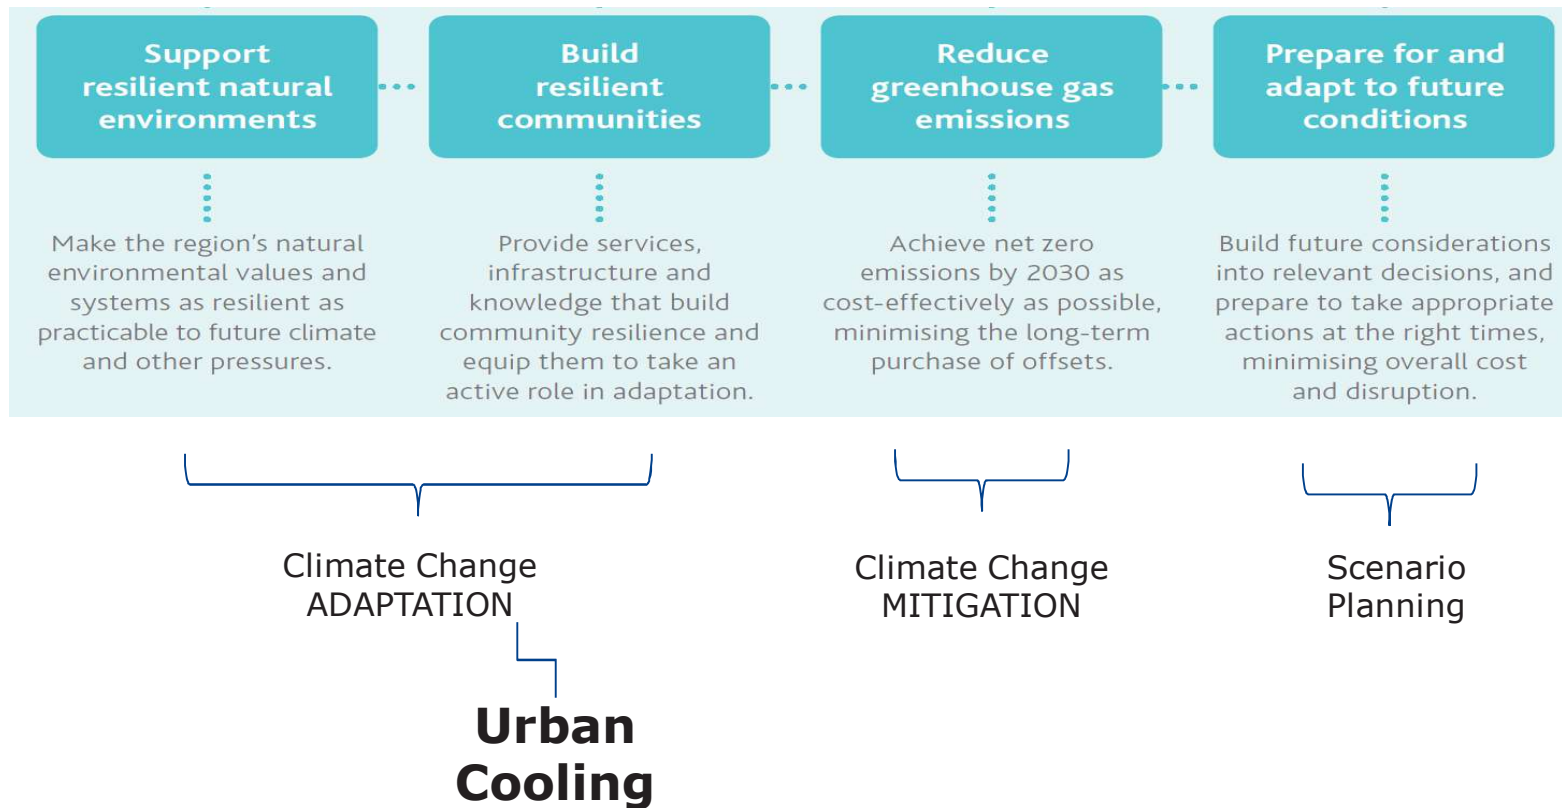 Support
resilient natural
environments
Build
resilient
communities
Reduce
greenhouse gas
emissions
Prepare for and
adapt to future
conditions
Make the region's natural
environmental values and
systems as resilient as
practicable to future climate
and other pressures.
Provide services,
infrastructure and
knowledge that build
community resilience and
equip them to take an
active role in adaptation.
Achieve net zero
emissions by 2030 as
cost-effectively as possible,
minimising the long-term
purchase of offsets.
Build future considerations
into relevant decisions, and
prepare to take appropriate
actions at the right times,
minimising overall cost
and disruption.
Climate Change
ADAPTATION
Climate Change
MITIGATION
Scenario
Planning
Urban
Cooling